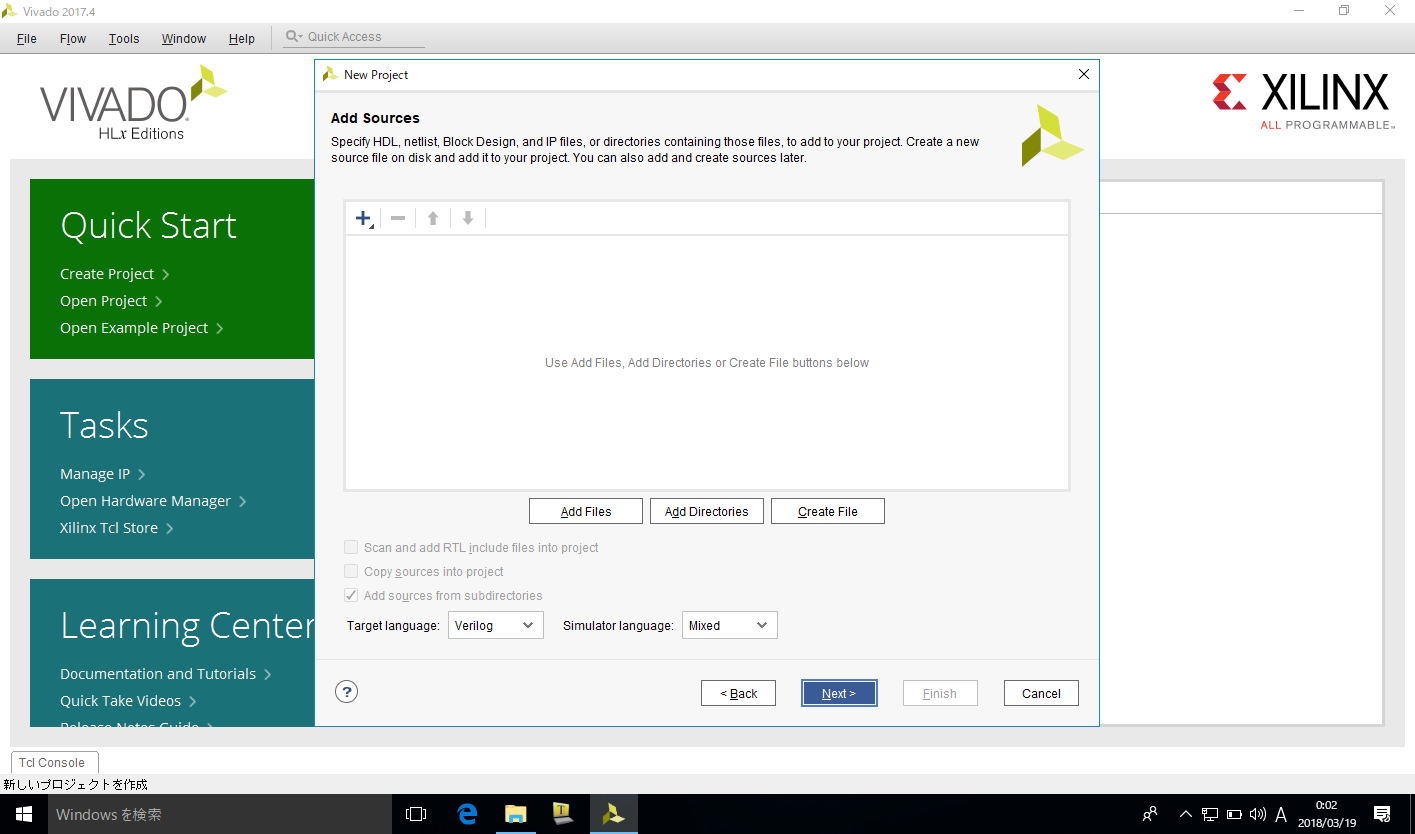 Vivado 2017.4
File Flow Tools Window Help Quick Access
VIVADO
HLx Editions
XILINX
ALL PROGRAMMABLE™
Quick Start
Create Project
Open Project
Open Example Project
Tasks
Manage IP
Open Hardware Manager
Xilinx Tcl Store
Learning Center
Documentation and Tutorials
Quick Take Videos
Release Notes Guide
New Project
Add Sources
Specify HDL, netlist, Block Design, and IP files, or directories containing those files, to add to your project. Create a new
source file on disk and add it to your project. You can also add and create sources later.
Use Add Files, Add Directories or Create File buttons below
Add Files Add Directories Create File
Scan and add RTL include files into project
Copy sources into project
Add sources from subdirectories
Target language: Verilog Simulator language: Mixed
? < Back Next > Finish Cancel
Tcl Console
新しいプロジェクトを作成
Windows を検索
A
0:02
2018/03/19